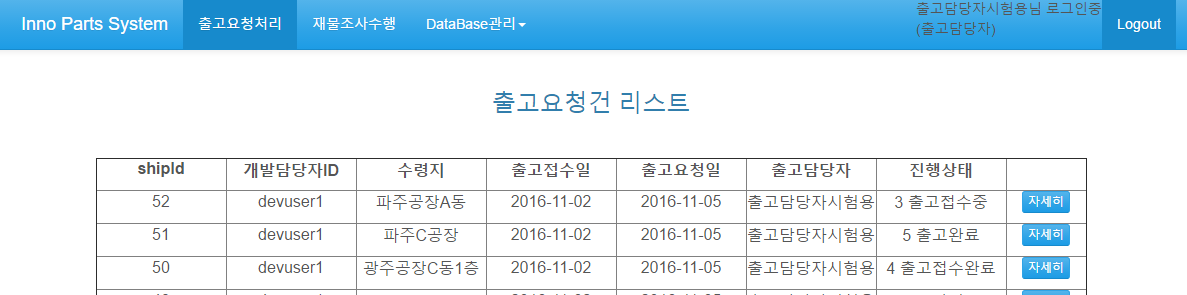 Inno Parts System 출고요청처리 재물조사수행 DataBase관리 출고담당자시험용님 로그인중 Logout
(출고담당자)
출고요청건 리스트
shipId 개발담당자ID 수령지 출고접수일 출고요청일 출고담당자 진행상태
52 devuser1 파주공장A동 2016-11-02 2016-11-05 출고담당자시험용 3 출고접수중 자세히
51 devuser1 파주C공장 2016-11-02 2016-11-05 출고담당자시험용 5 출고완료 자세히
50 devuser1 광주공장C동1층 2016-11-02 2016-11-05 출고담당자시험용 4 출고접수완료 자세히